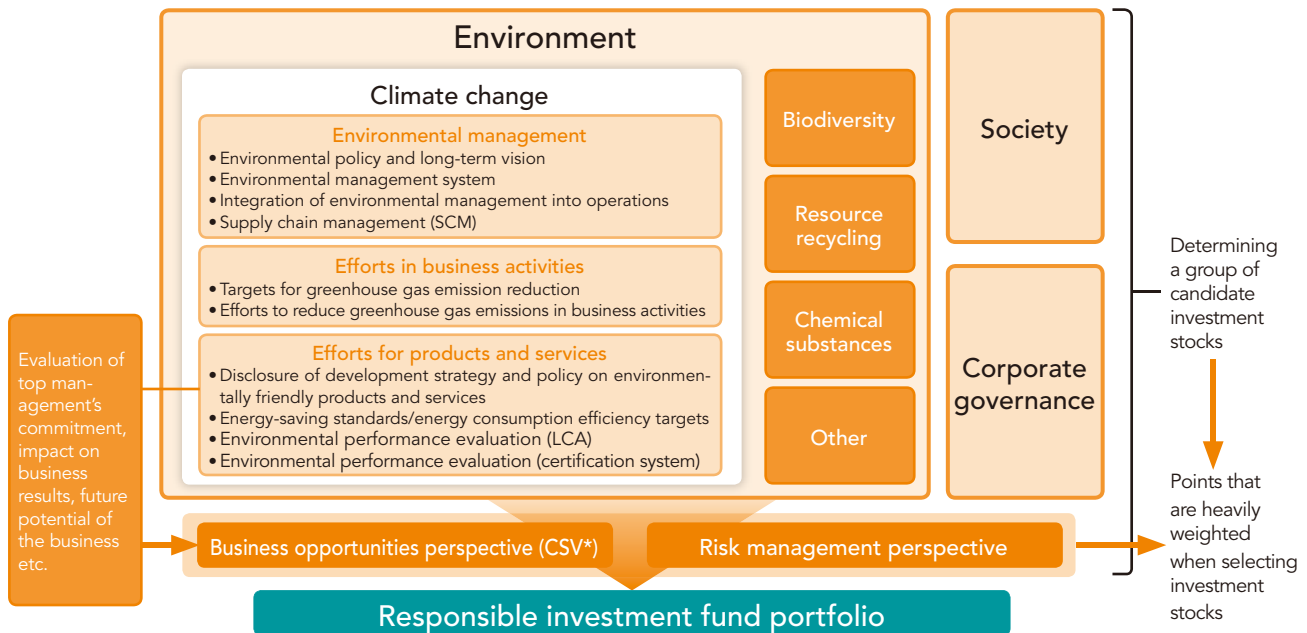 Environment
Climate change
Environmental management
• Environmental policy and long-term vision
• Environmental management system
• Integration of environmental management into operations
• Supply chain management (SCM)
Efforts in business activities
• Targets for greenhouse gas emission reduction
• Efforts to reduce greenhouse gas emissions in business activities
Efforts for products and services
• Disclosure of development strategy and policy on environmen-
tally friendly products and services
• Energy-saving standards/energy consumption efficiency targets
• Environmental performance evaluation (LCA)
• Environmental performance evaluation (certification system)
Biodiversity
Resource
recycling
Chemical
substances
Other
Society
Corporate
governance
Evaluation of
top man-
agement's
commitment,
impact on
business
results, future
potential of
the business
etc.
Business opportunities perspective (CSV*)
Risk management perspective
Responsible investment fund portfolio
Determining
a group of
candidate
investment
stocks
Points that
are heavily
weighted
when selecting
investment
stocks